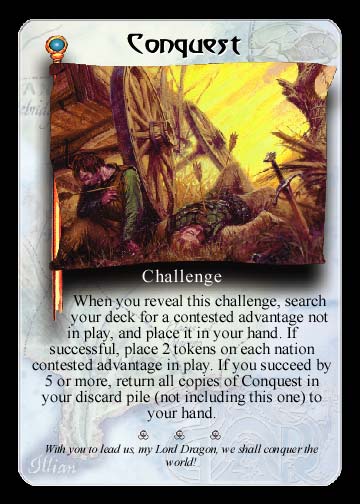 Conquest
Challenge
When you reveal this challenge, search
your deck for a contested advantage not
in play, and place it in your hand. If
successful, place 2 tokens on each nation
contested advantage in play. If you succeed by
5 or more, return all copies of Conquest in
your discard pile (not including this one) to
your hand.
With you to lead us, my Lord Dragon, we shall conquer the
world!
Illian